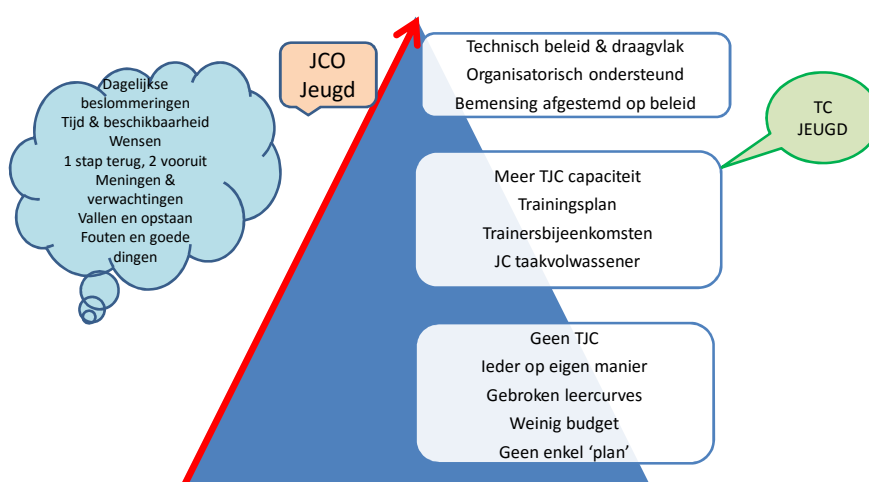 Dagelijkse
beslommeringen
Tijd & beschikbaarheid
Wensen
1 stap terug, 2 vooruit
Meningen &
verwachtingen
Vallen en opstaan
Fouten en goede
dingen
JCO
Jeugd
Technisch beleid & draagvlak
Organisatorisch ondersteund
Bemensing afgestemd op beleid
TC
JEUGD
Meer TJC capaciteit
Trainingsplan
Trainersbijeenkomsten
JC taakvolwassener
Geen TJC
Ieder op eigen manier
Gebroken leercurves
Weinig budget
Geen enkel ‘plan’